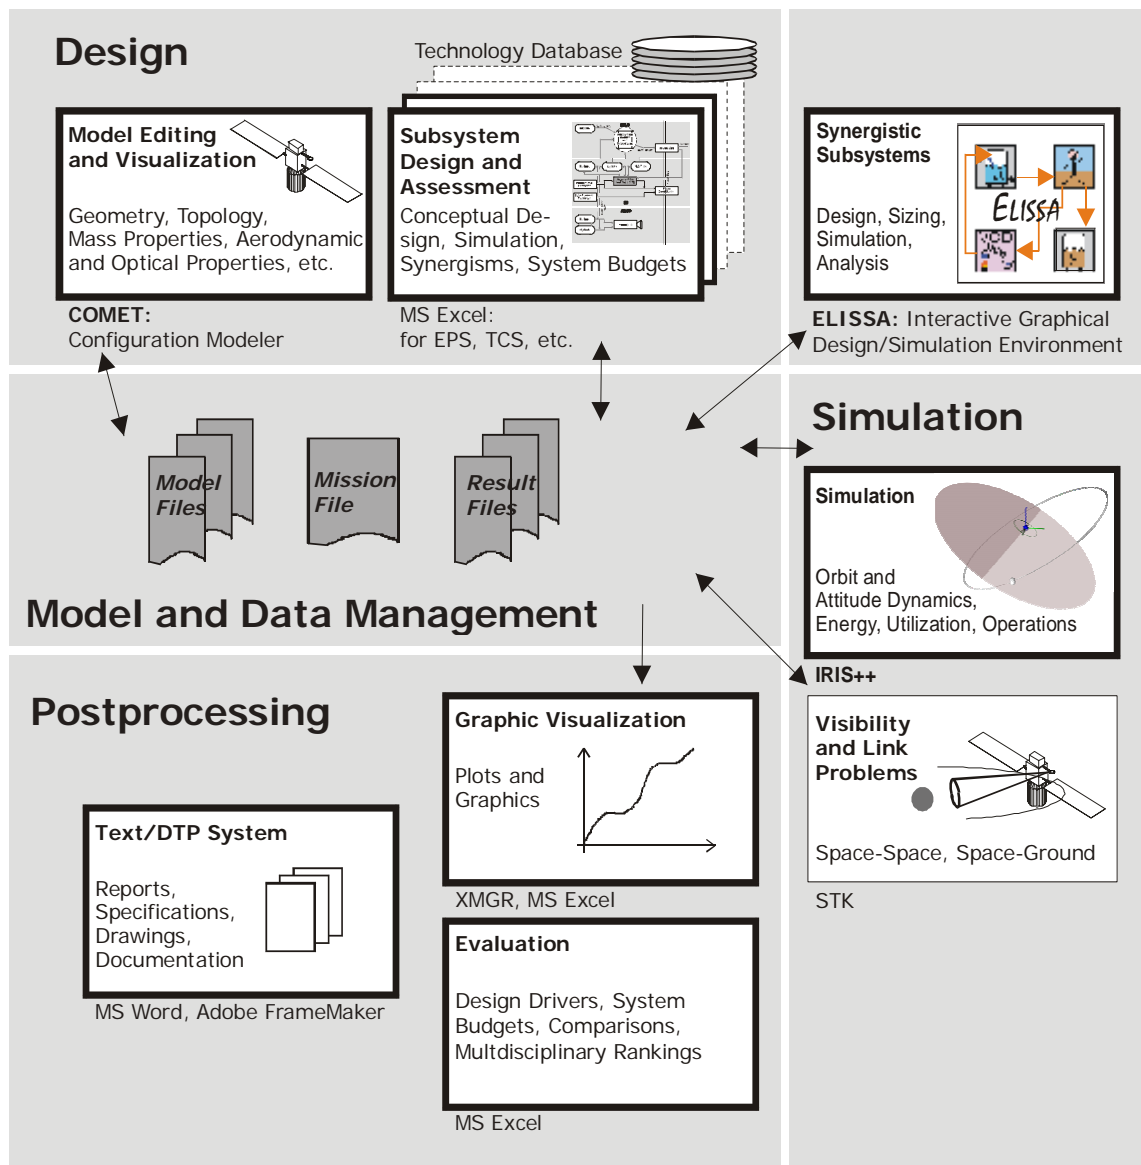 Design
Technology Database
Model Editing
and Visualization
Geometry, Topology,
Mass Properties, Aerodynamic
and Optical Properties, etc.
COMET:
Configuration Modeler
Subsystem
Design and
Assessment
Conceptual De-
sign, Simulation,
Synergisms, System Budgets
MS Excel:
for EPS, TCS, etc.
Synergistic
Subsystems
Design, Sizing,
Simulation,
Analysis
ELISSA
ELISSA: Interactive Graphical
Design/Simulation Environment
Model
Files
Mission
File
Result
Files
Model and Data Management
Simulation
Simulation
Orbit and
Attitude Dynamics,
Energy, Utilization, Operations
IRIS++
Visibility
and Link
Problems
Space-Space, Space-Ground
STK
Postprocessing
Graphic Visualization
Plots and
Graphics
XMGR, MS Excel
Text/DTP System
Reports,
Specifications,
Drawings,
Documentation
MS Word, Adobe FrameMaker
Evaluation
Design Drivers, System
Budgets, Comparisons,
Multdisciplinary Rankings
MS Excel